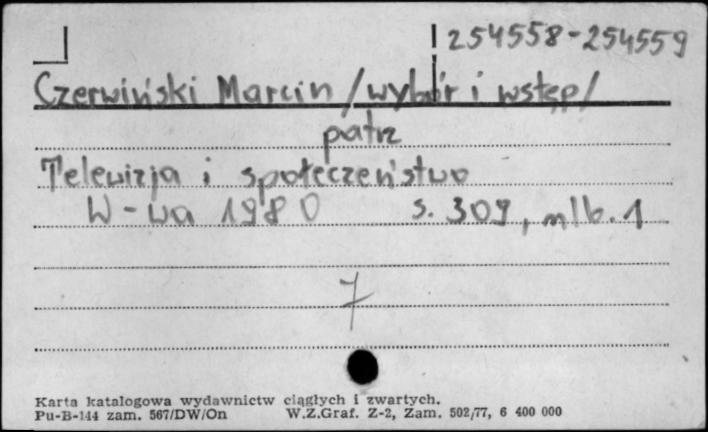 254558-254559
Czerwiński Marcin /wybór i wstęp/
patrz
Telewizja i społeczeństwo
W-wa 1980 s. 309, nlb. 1
7
Karta katalogowa wydawnictw ciągłych i zwartych.
Pu-B-144 zam. 567/DW/On W.Z.Graf. Z-2, Zam. 502/77, 6 400 000